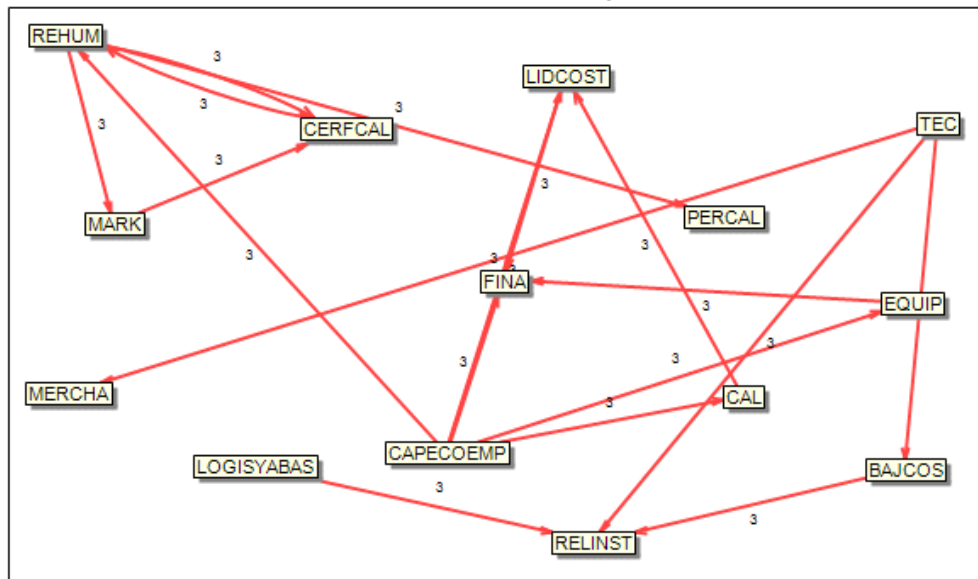 REHUM
3
LIDCOST
3
3
CERFCAL
TEC
3
3
3
PERCAL
MARK
3
3
3
FINA
3
EQUIP
3
3
3
3
MERCHA
CAL
3
CAPECOEMP
LOGISYABAS
BAJCOS
3
3
RELINST